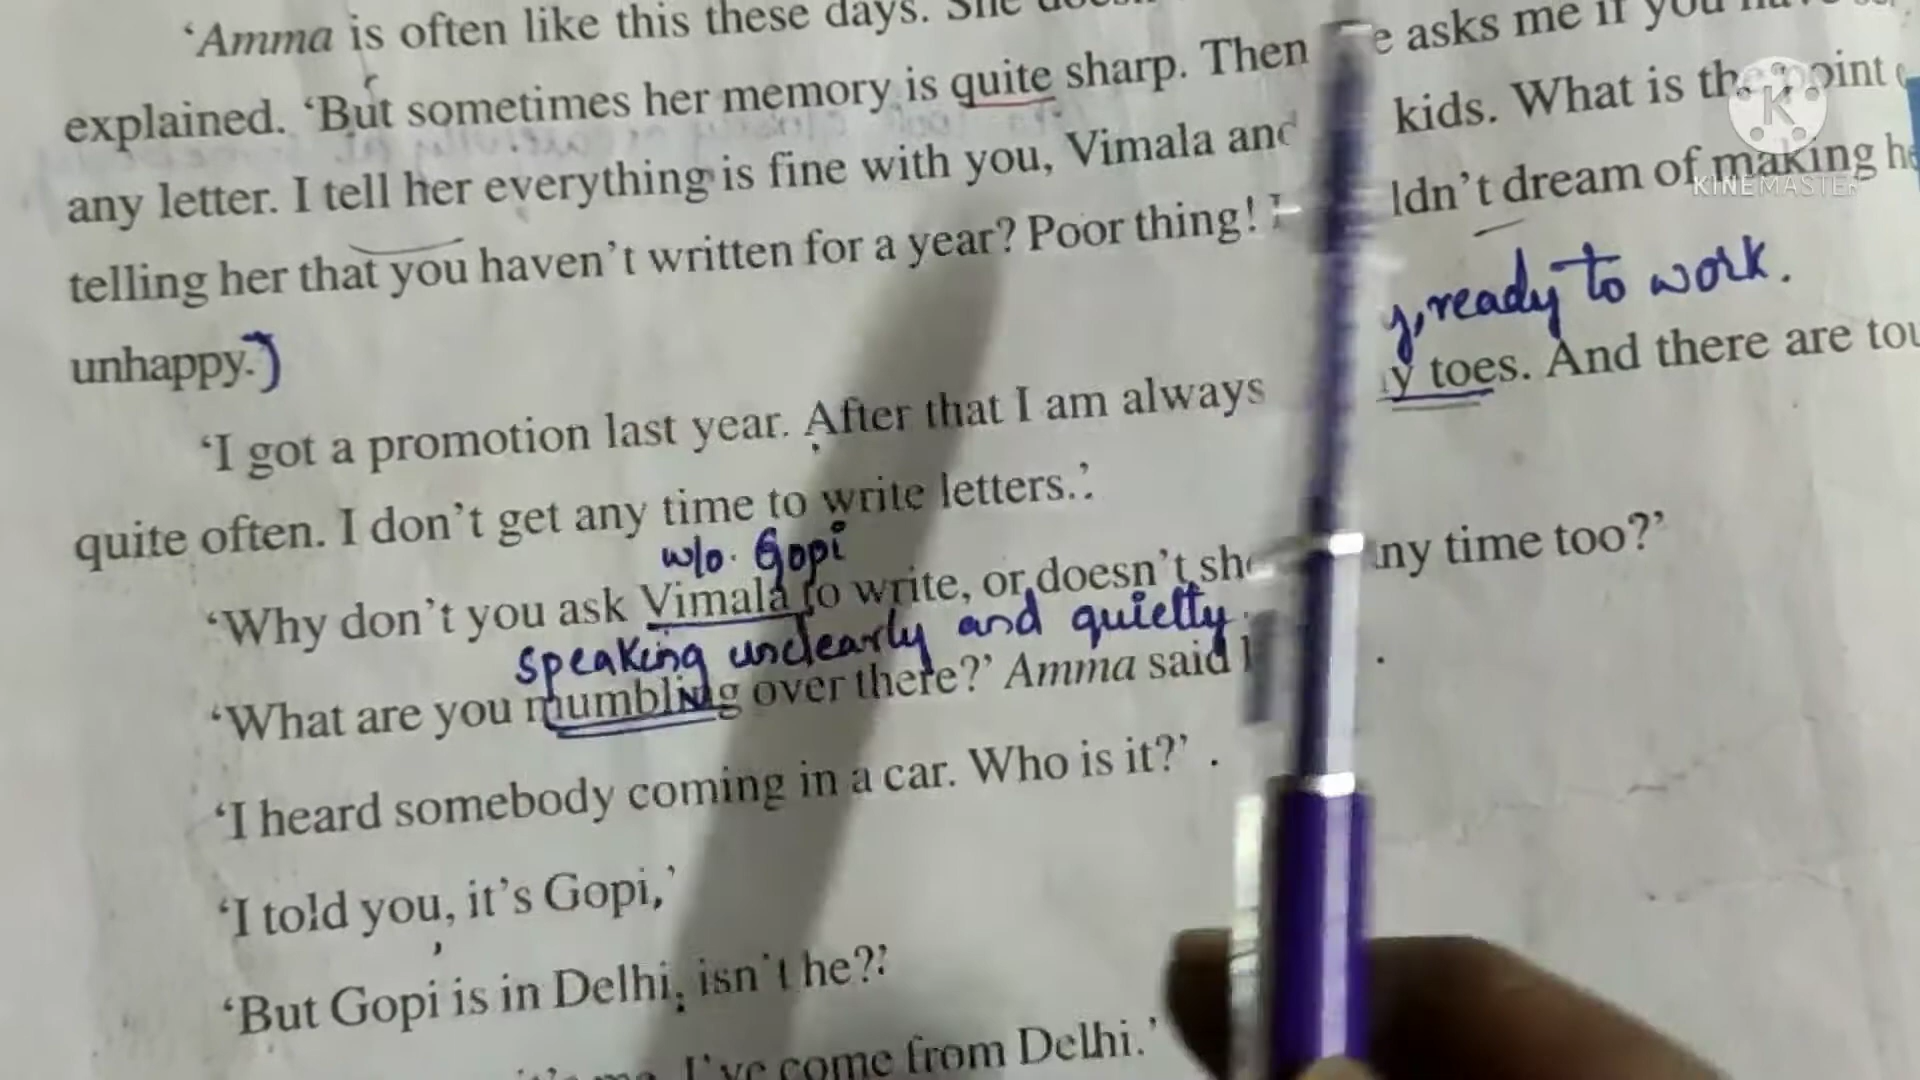 'Amma is often like this these days. She
explained. 'But sometimes her memory is quite sharp. Then asks me if you
any letter. I tell her everything is fine with you, Vimala and kids. What is the point
telling her that you haven't written for a year? Poor thing! dream of making
ready to work.
unhappy.)
'I got a promotion last year. After that I am always toes. And there are
quite often. I don't get any time to write letters.'
w/o. Gopi
'Why don't you ask Vimala to write, or doesn't time too?'
speaking unclearly and quietly.
'What are you mumbling over there?' Amma said
'I heard somebody coming in a car. Who is it?'
'I told you, it's Gopi,'
'But Gopi is in Delhi, isn't he?'
I've come from Delhi.'
K
KINEMASTER